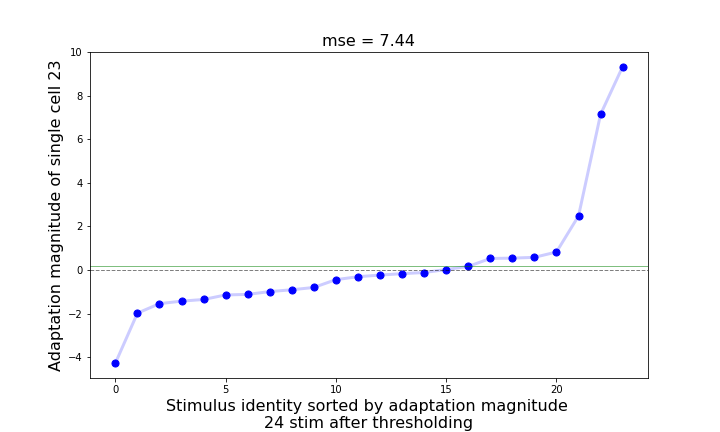 mse = 7.44
10
8
6
4
2
0
−2
−4
Adaptation magnitude of single cell 23
0 5 10 15 20
Stimulus identity sorted by adaptation magnitude
24 stim after thresholding